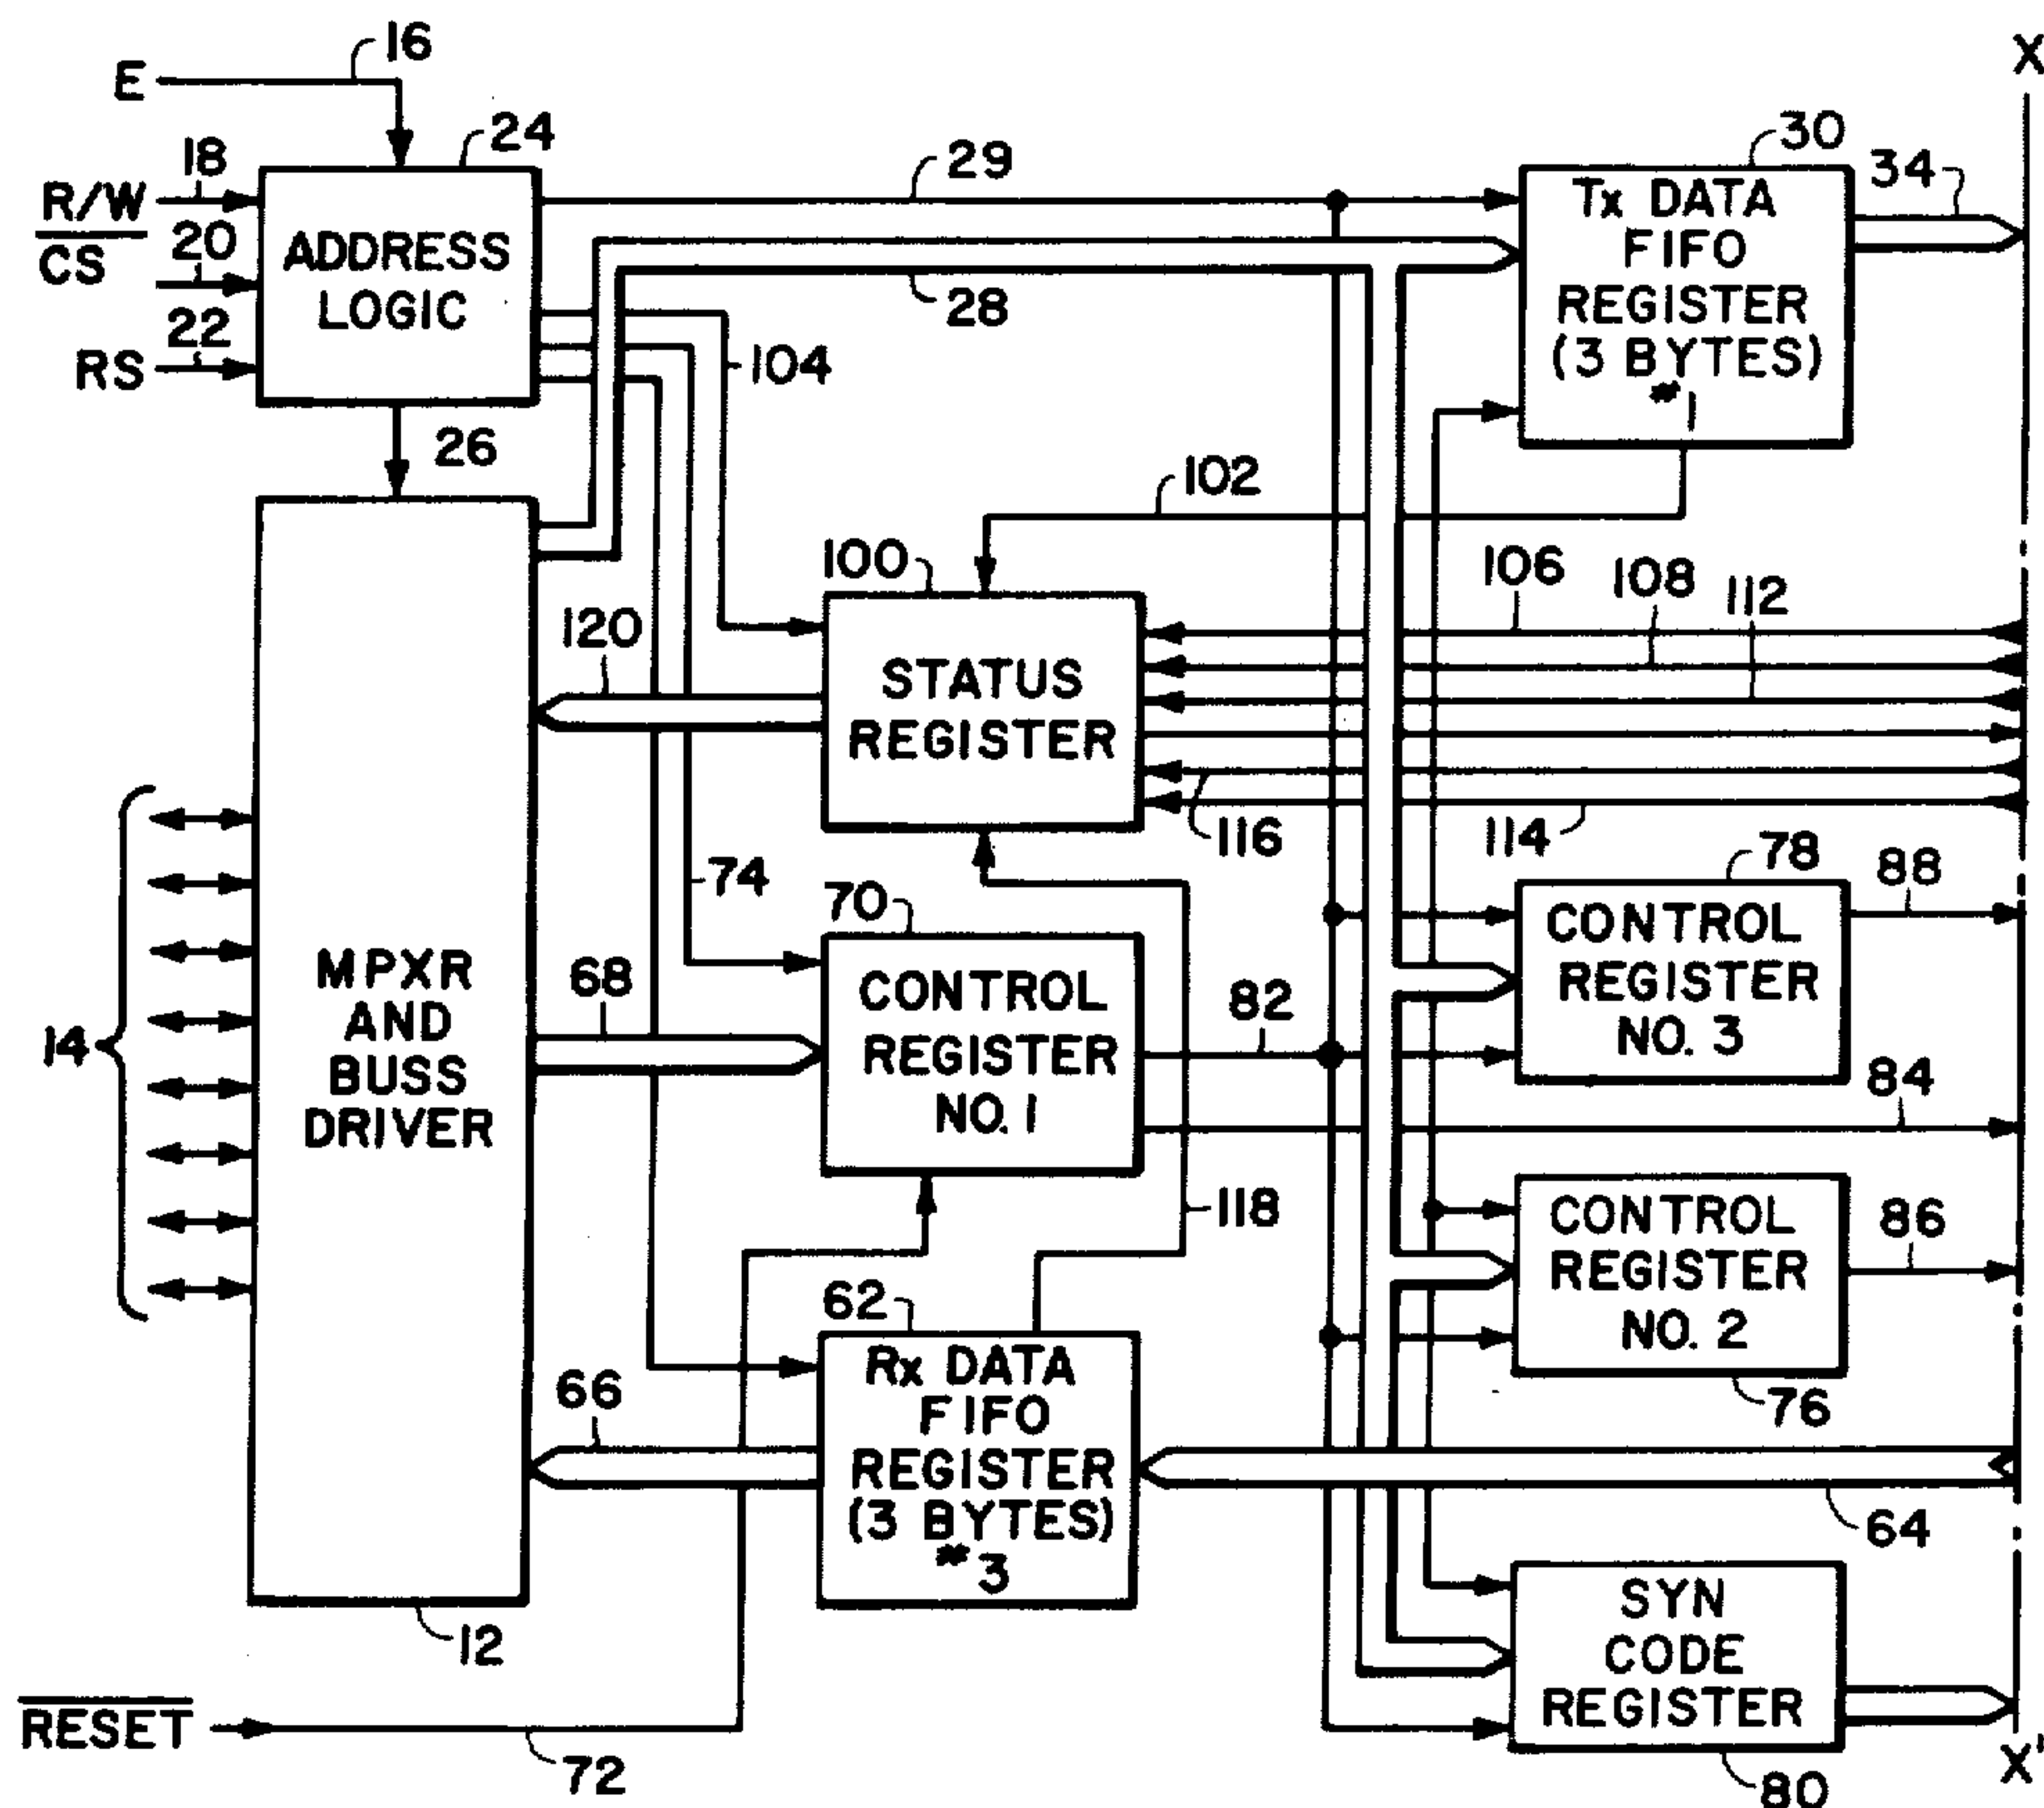 16
E
X
24
30
18
29
34
R/W
20
CS
ADDRESS
LOGIC
Tx DATA
FIFO
REGISTER
(3 BYTES)
#1
28
22
RS
104
26
102
100
106
108
112
120
STATUS
REGISTER
116
114
74
70
78
88
14
MPXR
AND
BUSS
DRIVER
68
CONTROL
REGISTER
NO. 1
82
CONTROL
REGISTER
NO. 3
84
118
CONTROL
REGISTER
NO. 2
86
62
76
66
Rx DATA
FIFO
REGISTER
(3 BYTES)
#3
64
12
SYN
CODE
REGISTER
RESET
72
80
X'